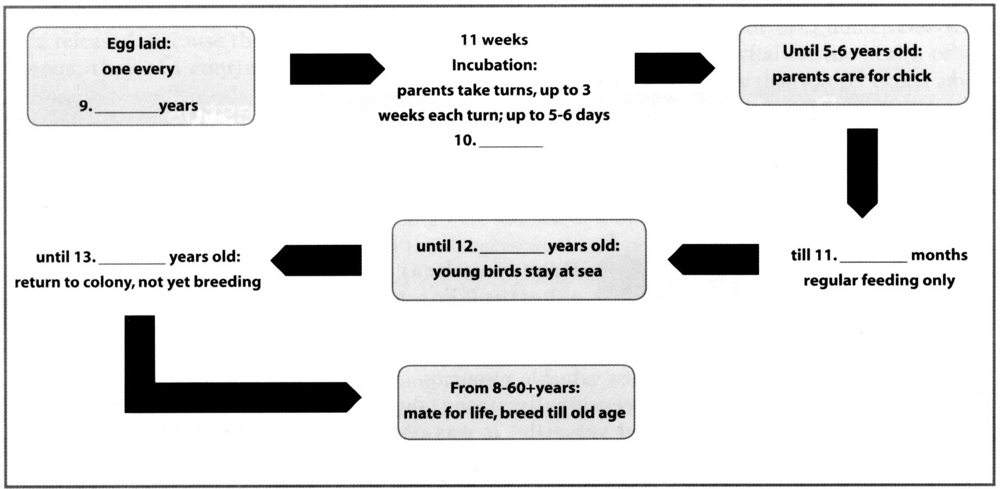 Egg laid:
one every
9. ________ years
11 weeks
Incubation:
parents take turns, up to 3
weeks each turn; up to 5-6 days
10. ________
Until 5-6 years old:
parents care for chick
till 11. ________ months
regular feeding only
until 12. ________ years old:
young birds stay at sea
until 13. ________ years old:
return to colony, not yet breeding
From 8-60+years:
mate for life, breed till old age